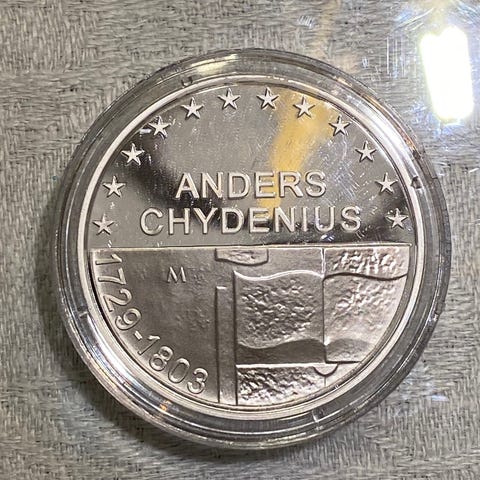 ANDERS
CHYDENIUS
M
1729-1803